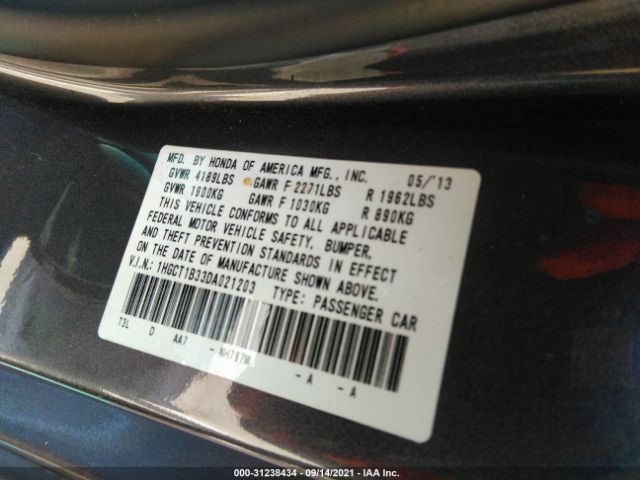 MFD. BY HONDA OF AMERICA MFG., INC. 05/'13
GVWR 4189LBS GAWR F 2271LBS R 1962LBS
GVWR 1900KG GAWR F 1030KG R 890KG
THIS VEHICLE CONFORMS TO ALL APPLICABLE
FEDERAL MOTOR VEHICLE SAFETY, BUMPER,
AND THEFT PREVENTION STANDARDS IN EFFECT
ON THE DATE OF MANUFACTURE SHOWN ABOVE.
V.I.N.: 1HGCT1B33DA021203 TYPE: PASSENGER CAR
T3L D AA7 - NH797M - A - A
000-31238434 - 09/14/2021 - IAA Inc.